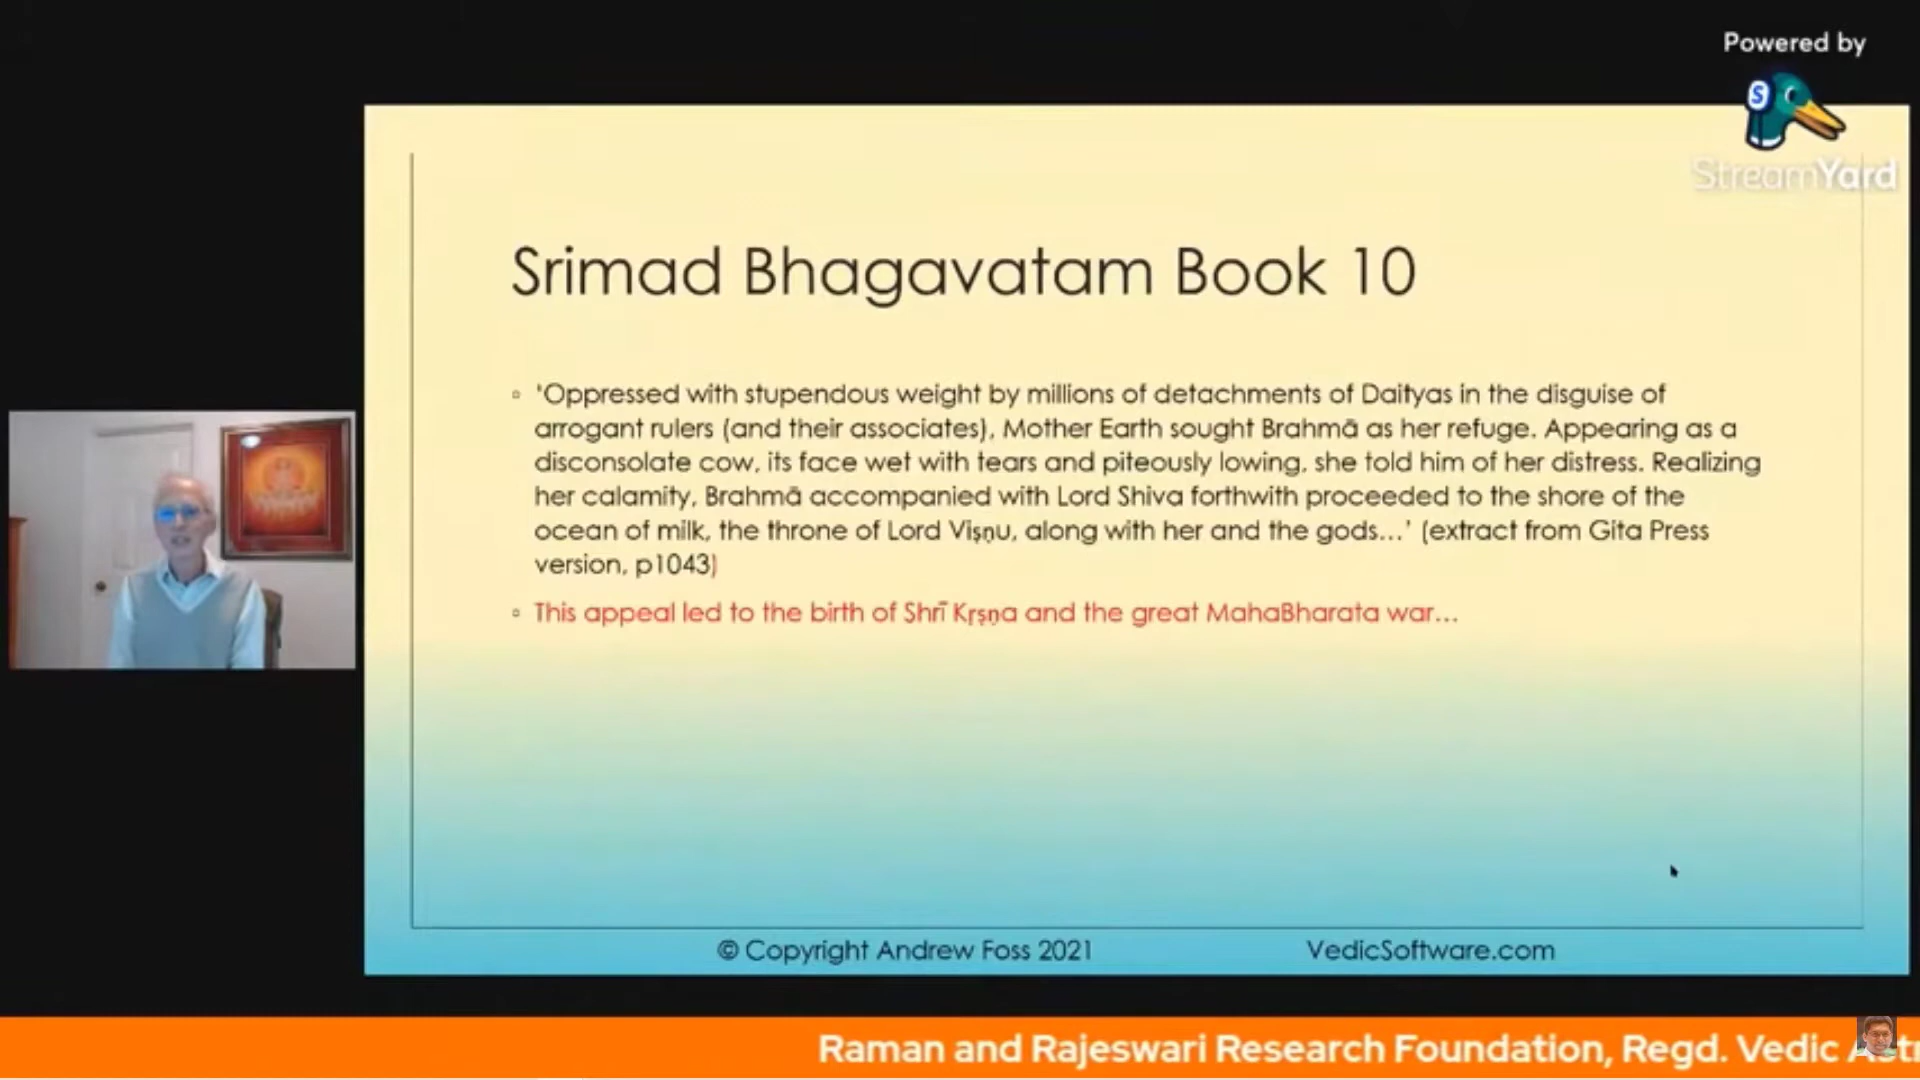 Powered by
StreamYard
Srimad Bhagavatam Book 10
'Oppressed with stupendous weight by millions of detachments of Daityas in the disguise of
arrogant rulers (and their associates), Mother Earth sought Brahmā as her refuge. Appearing as a
disconsolate cow, its face wet with tears and piteously lowing, she told him of her distress. Realizing
her calamity, Brahmā accompanied with Lord Shiva forthwith proceeded to the shore of the
ocean of milk, the throne of Lord Viṣṇu, along with her and the gods...' (extract from Gita Press
version, p1043)
This appeal led to the birth of Shrī Kṛṣṇa and the great MahaBharata war...
© Copyright Andrew Foss 2021 VedicSoftware.com
Raman and Rajeswari Research Foundation, Regd. Vedic